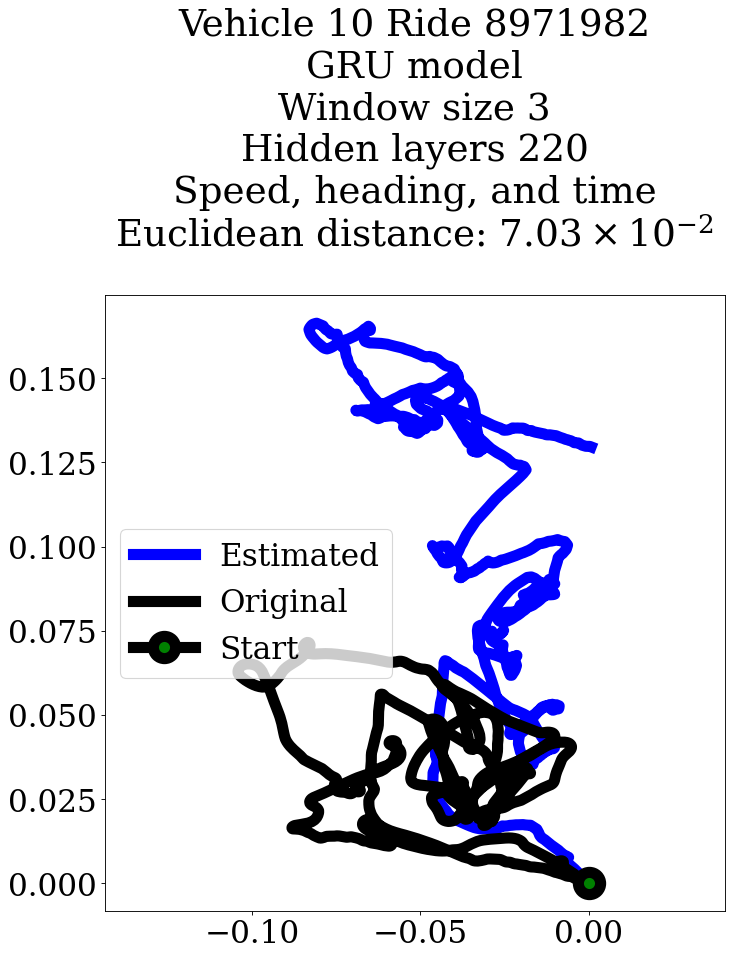 Vehicle 10 Ride 8971982
GRU model
Window size 3
Hidden layers 220
Speed, heading, and time
Euclidean distance: 7.03 × 10⁻²
0.150
0.125
0.100
0.075
0.050
0.025
0.000
Estimated
Original
Start
−0.10
−0.05
0.00